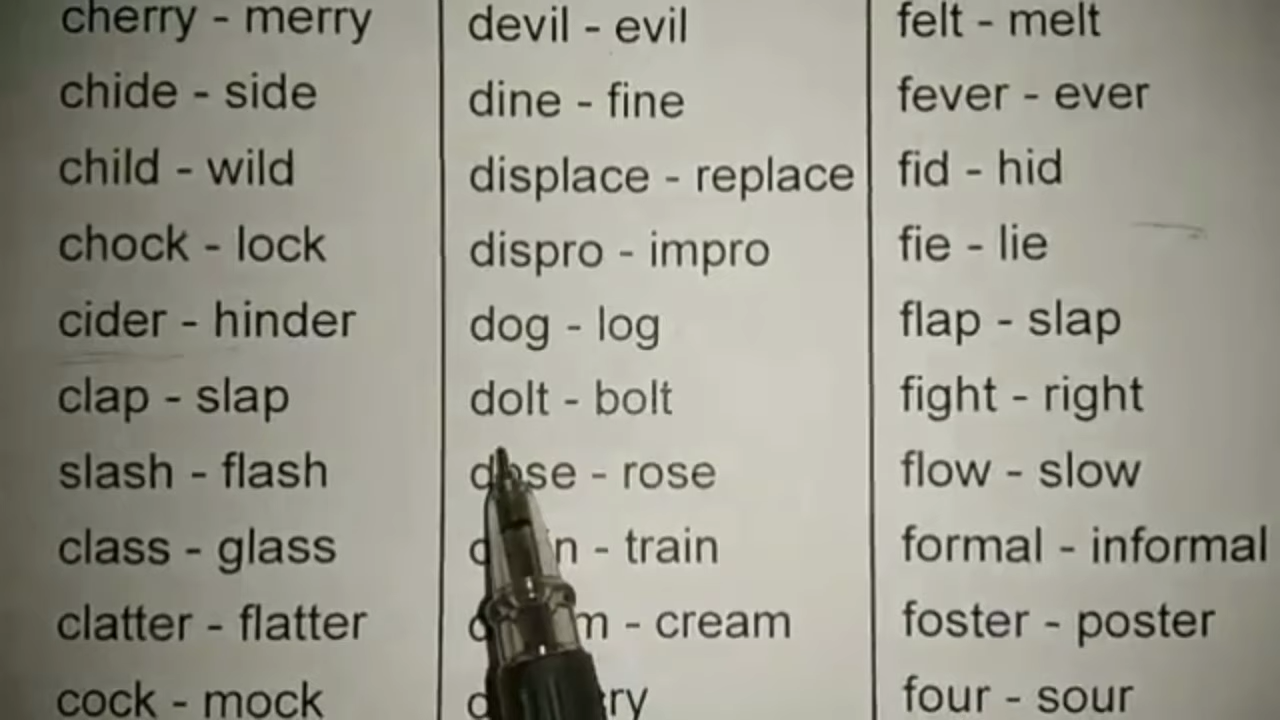 cherry - merry
chide - side
child - wild
chock - lock
cider - hinder
clap - slap
slash - flash
class - glass
clatter - flatter
cock - mock
devil - evil
dine - fine
displace - replace
dispro - impro
dog - log
dolt - bolt
dose - rose
- train
- cream
felt - melt
fever - ever
fid - hid
fie - lie
flap - slap
fight - right
flow - slow
formal - informal
foster - poster
four - sour